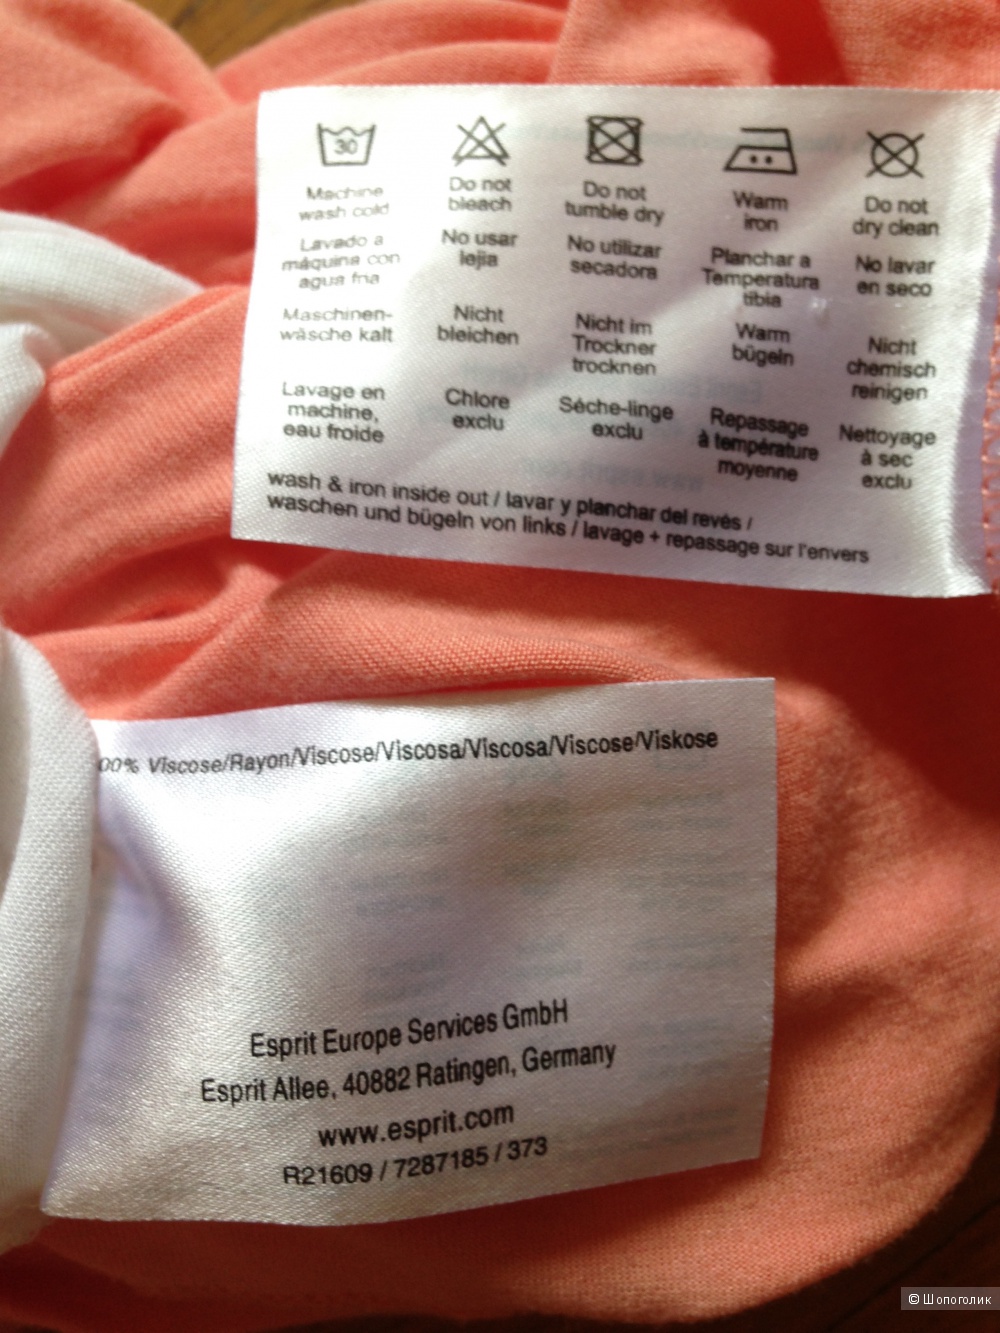 30
Machine
wash cold
Do not
bleach
Do not
tumble dry
Warm
iron
Do not
dry clean
Lavado a
máquina con
agua fria
No usar
lejia
No utilizar
secadora
Planchar a
Temperatura
tibia
No lavar
en seco
Maschinen-
wäsche kalt
Nicht
bleichen
Nicht im
Trockner
trocknen
Warm
bügeln
Nicht
chemisch
reinigen
Lavage en
machine,
eau froide
Chlore
exclu
Séche-linge
exclu
Repassage
à température
moyenne
Nettoyage
à sec
exclu
wash & iron inside out / lavar y planchar del revés /
waschen und bügeln von links / lavage + repassage sur l'envers
00% Viscose/Rayon/Viscose/Viscosa/Viscosa/Viscose/Viskose
Esprit Europe Services GmbH
Esprit Allee, 40882 Ratingen, Germany
www.esprit.com
R21609 / 7287185 / 373
© Шопоголик